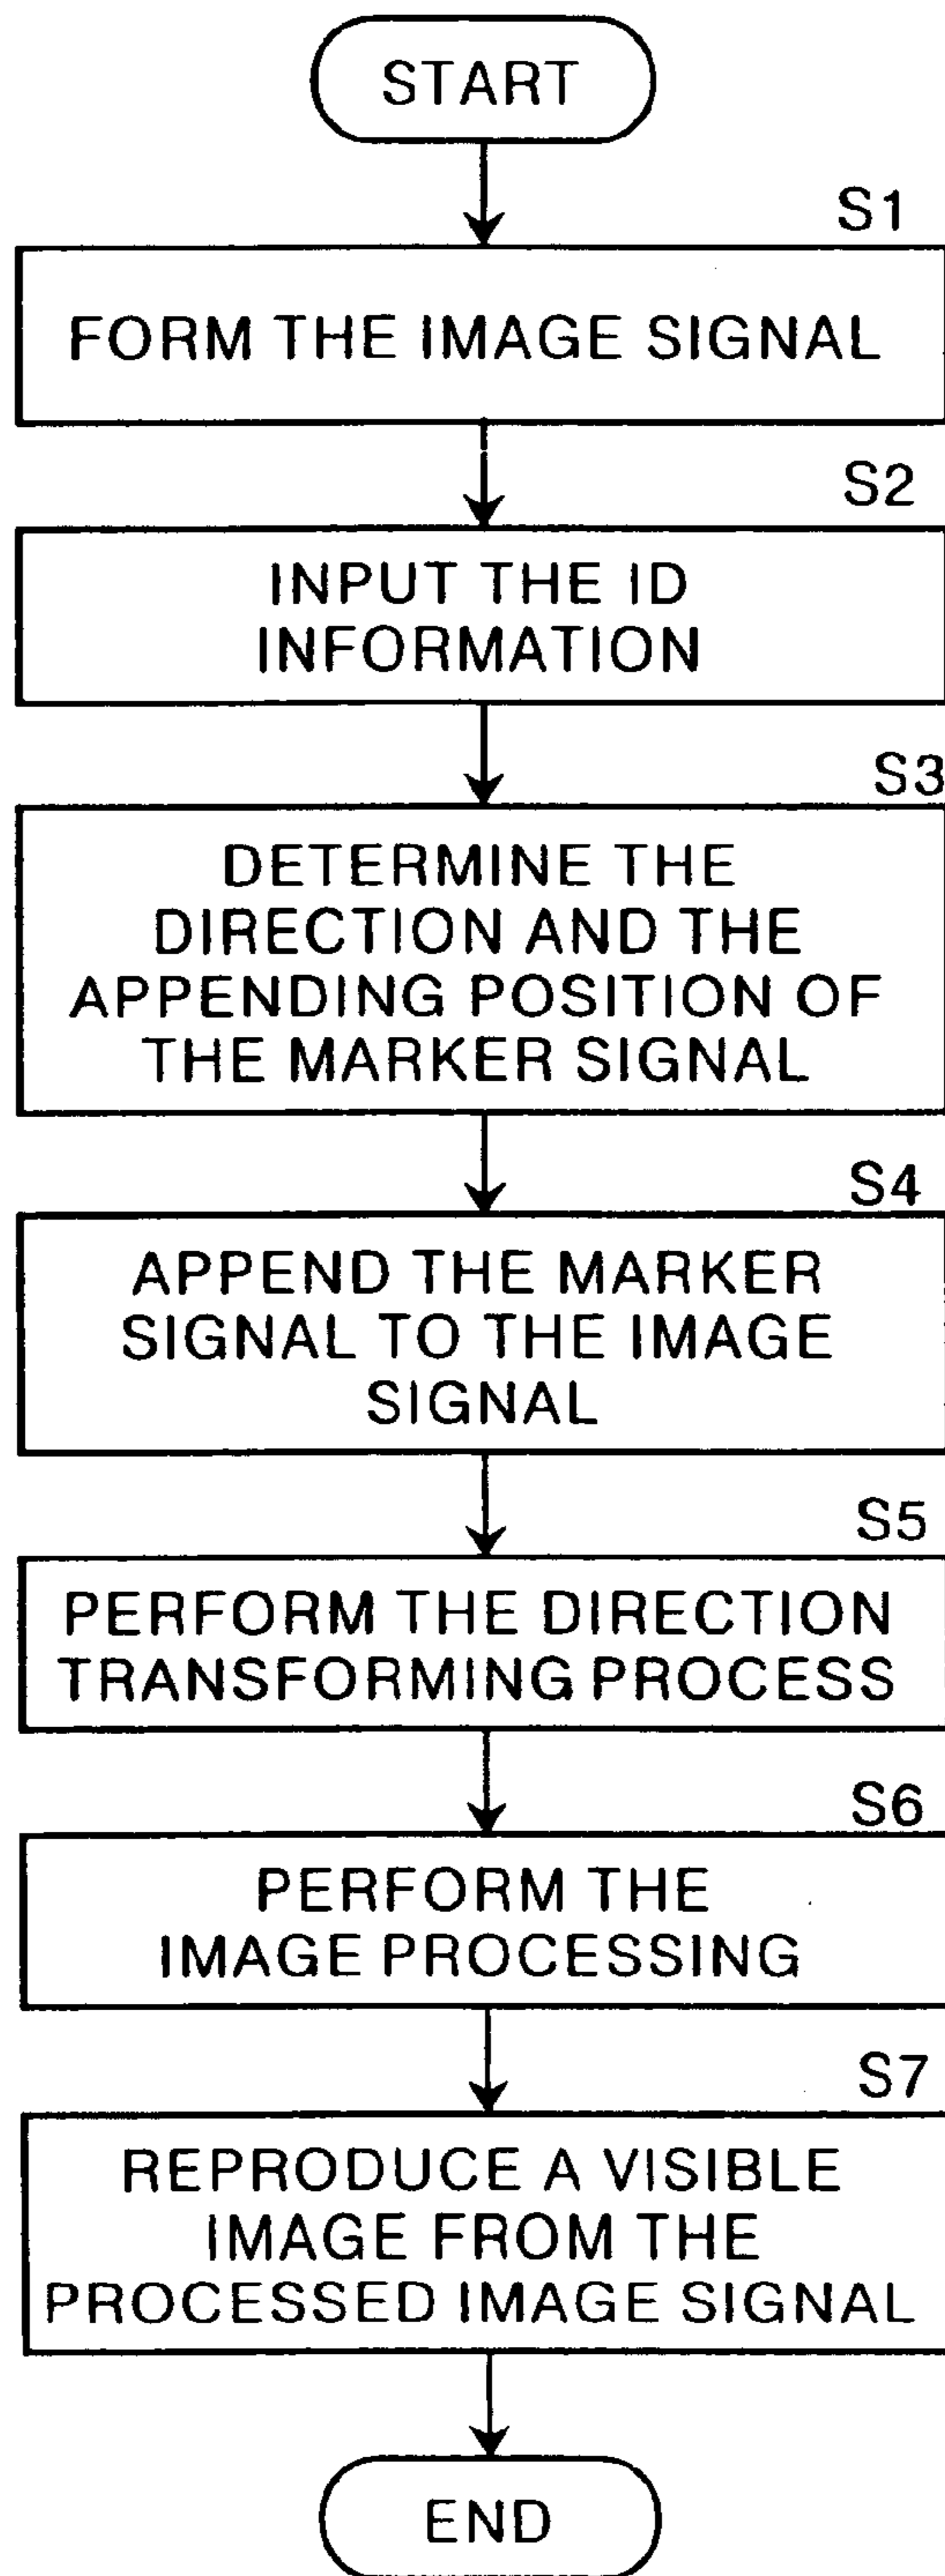 START
S1
FORM THE IMAGE SIGNAL
S2
INPUT THE ID
INFORMATION
S3
DETERMINE THE
DIRECTION AND THE
APPENDING POSITION OF
THE MARKER SIGNAL
S4
APPEND THE MARKER
SIGNAL TO THE IMAGE
SIGNAL
S5
PERFORM THE DIRECTION
TRANSFORMING PROCESS
S6
PERFORM THE
IMAGE PROCESSING
S7
REPRODUCE A VISIBLE
IMAGE FROM THE
PROCESSED IMAGE SIGNAL
END